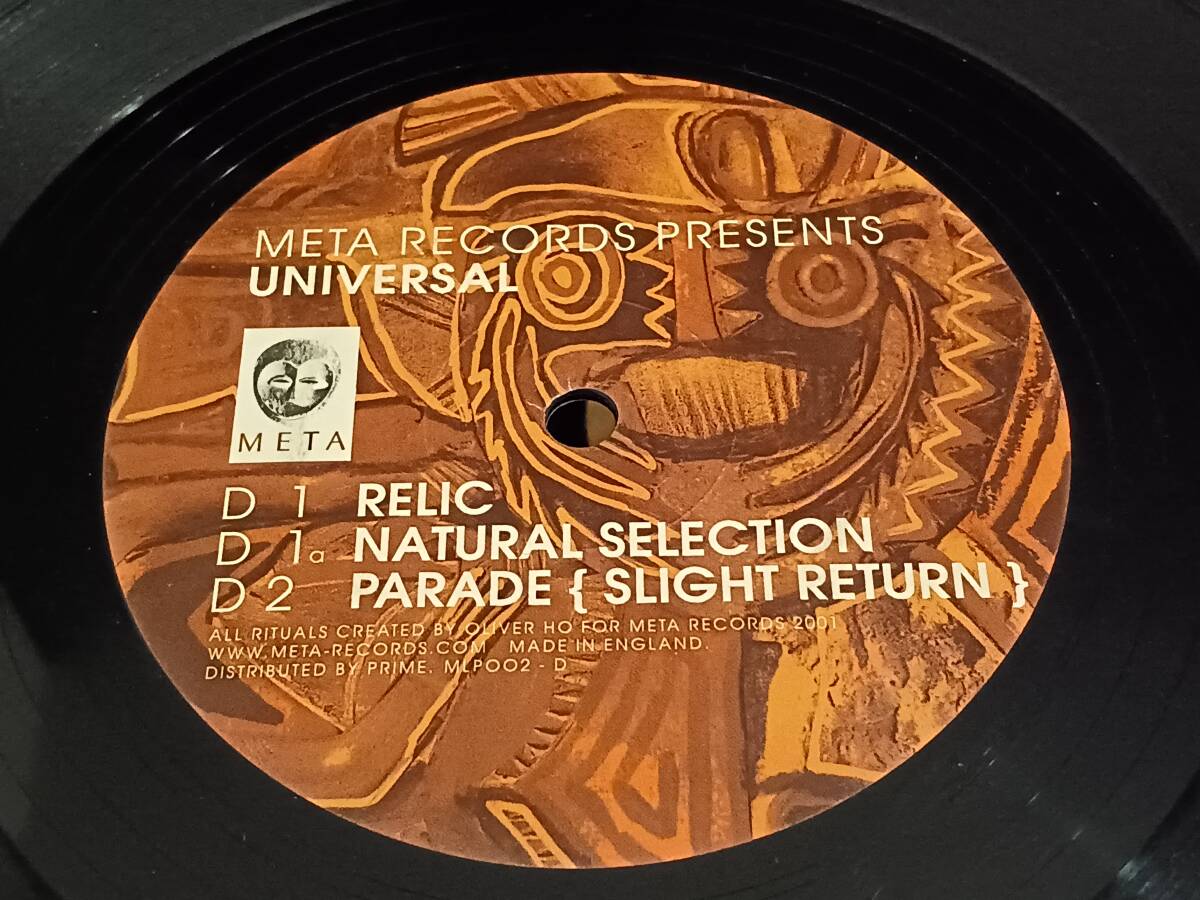 META RECORDS PRESENTS
UNIVERSAL
META
D 1 RELIC
D 1a NATURAL SELECTION
D 2 PARADE { SLIGHT RETURN }
ALL RITUALS CREATED BY OLIVER HO FOR META RECORDS 2001
WWW.META-RECORDS.COM MADE IN ENGLAND.
DISTRIBUTED BY PRIME. MLP002 - D